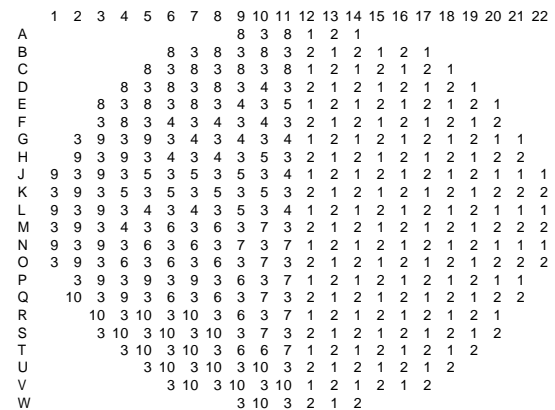 1 2 3 4 5 6 7 8 9 10 11 12 13 14 15 16 17 18 19 20 21 22
A 8 3 8 1 2 1
B 8 3 8 3 8 3 2 1 2 1 2 1
C 8 3 8 3 8 3 8 1 2 1 2 1 2 1
D 8 3 8 3 8 3 4 3 2 1 2 1 2 1 2 1
E 8 3 8 3 8 3 4 3 5 1 2 1 2 1 2 1 2 1
F 3 8 3 4 3 4 3 4 3 2 1 2 1 2 1 2 1 2
G 3 9 3 9 3 4 3 4 3 4 1 2 1 2 1 2 1 2 1 1
H 9 3 9 3 4 3 4 3 5 3 2 1 2 1 2 1 2 1 2 2
J 9 3 9 3 5 3 5 3 5 3 4 1 2 1 2 1 2 1 2 1 1 1
K 3 9 3 5 3 5 3 5 3 5 3 2 1 2 1 2 1 2 1 2 2 2
L 9 3 9 3 4 3 4 3 5 3 4 1 2 1 2 1 2 1 2 1 1 1
M 3 9 3 4 3 6 3 6 3 7 3 2 1 2 1 2 1 2 1 2 2 2
N 9 3 9 3 6 3 6 3 7 3 7 1 2 1 2 1 2 1 2 1 1 1
O 3 9 3 6 3 6 3 6 3 7 3 2 1 2 1 2 1 2 1 2 2 2
P 3 9 3 9 3 9 3 6 3 7 1 2 1 2 1 2 1 2 1 1
Q 10 3 9 3 6 3 6 3 7 3 2 1 2 1 2 1 2 1 2 2
R 10 3 10 3 10 3 6 3 7 1 2 1 2 1 2 1 2 1
S 3 10 3 10 3 10 3 7 3 2 1 2 1 2 1 2 1 2
T 3 10 3 10 3 6 6 7 1 2 1 2 1 2 1 2
U 3 10 3 10 3 10 3 2 1 2 1 2 1 2
V 3 10 3 10 3 10 1 2 1 2 1 2
W 3 10 3 2 1 2